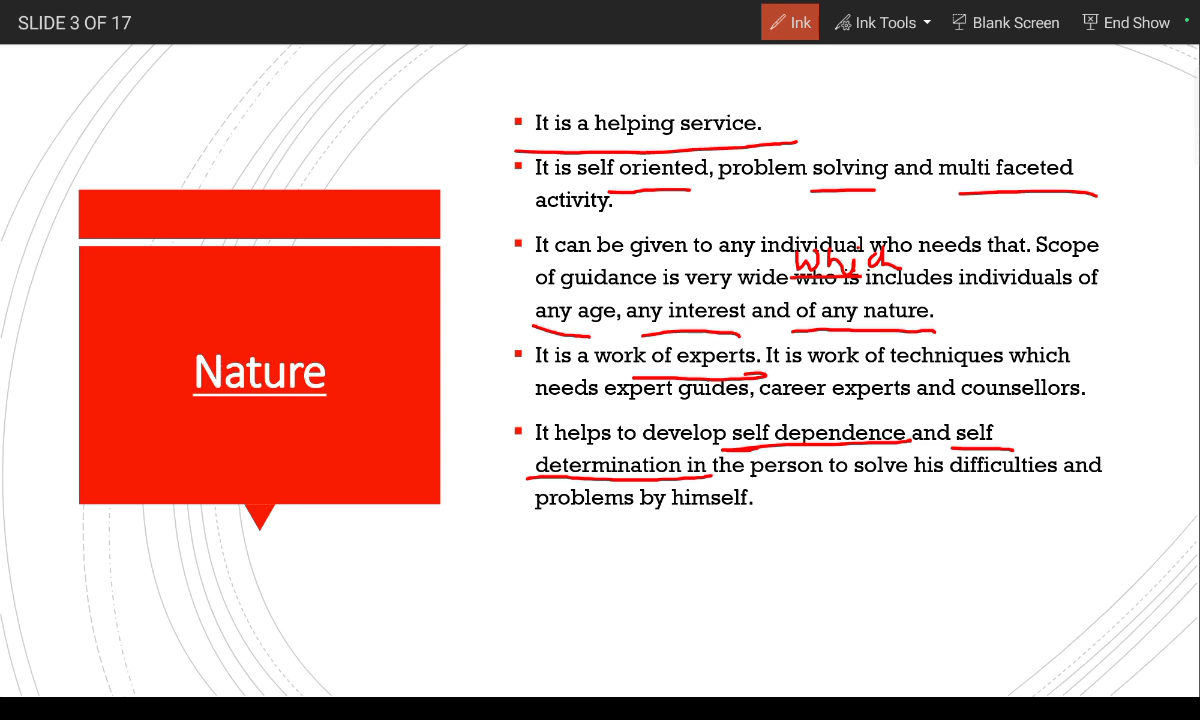 SLIDE 3 OF 17
Ink
Ink Tools
Blank Screen
End Show
Nature
It is a helping service.
It is self oriented, problem solving and multi faceted
activity.
It can be given to any individual who needs that. Scope
which
of guidance is very wide who is includes individuals of
any age, any interest and of any nature.
It is a work of experts. It is work of techniques which
needs expert guides, career experts and counsellors.
It helps to develop self dependence and self
determination in the person to solve his difficulties and
problems by himself.